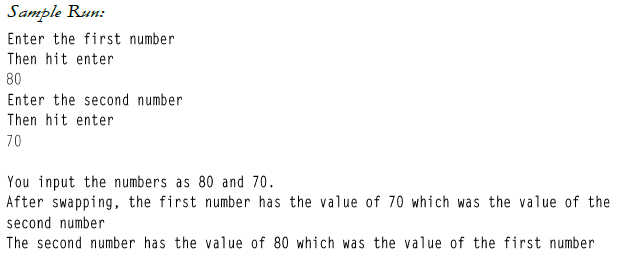 Sample Run:
Enter the first number
Then hit enter
80
Enter the second number
Then hit enter
70
You input the numbers as 80 and 70.
After swapping, the first number has the value of 70 which was the value of the
second number
The second number has the value of 80 which was the value of the first number